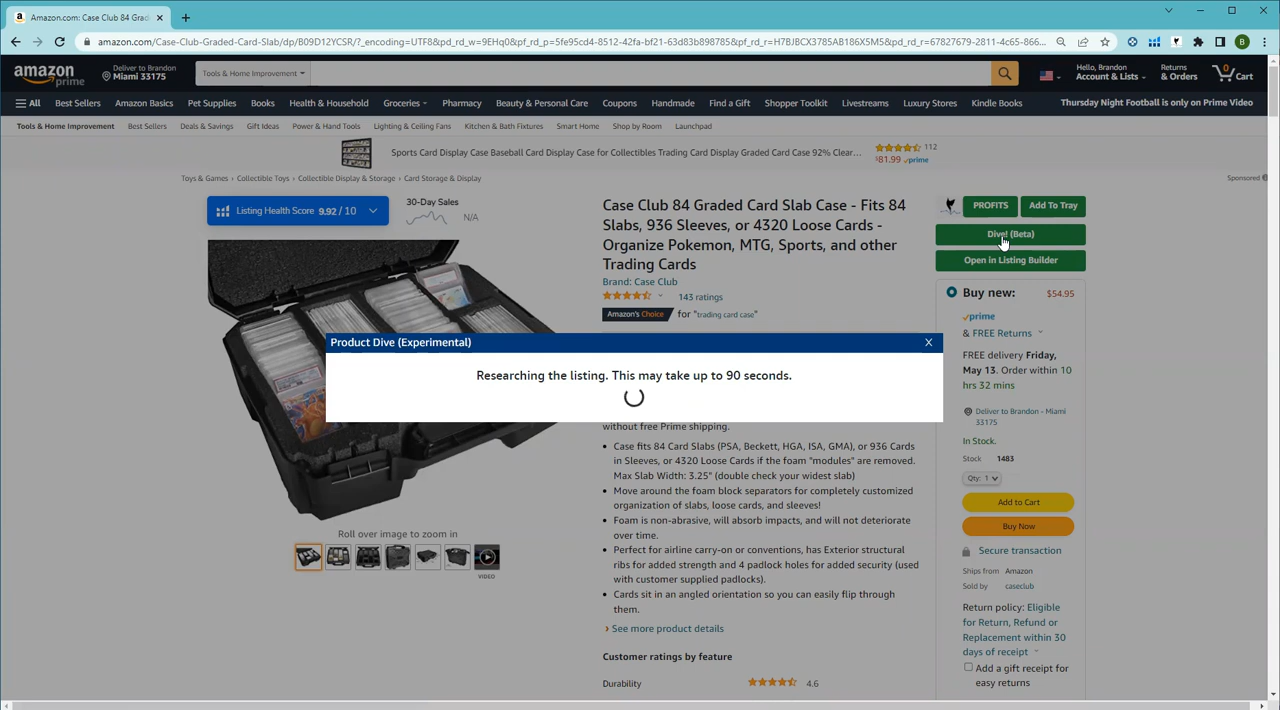 Amazon.com: Case Club 84 Grad
amazon.com/Case-Club-Graded-Card-Slab/dp/B09D12YCSR/?_encoding=UTF8&pd_rd_w=9EHq0&pf_rd_p=5fe95cd4-8512-42fa-bf21-63d83b898785&pf_rd_r=H7BJBCX3785AB186X5M5&pd_rd_r=67827679-2811-4c65-866...
B
amazon prime
Deliver to Brandon
Miami 33175
Tools & Home Improvement
Hello, Brandon
Account & Lists
Returns
& Orders
0
Cart
All Best Sellers Amazon Basics Pet Supplies Books Health & Household Groceries Pharmacy Beauty & Personal Care Coupons Handmade Find a Gift Shopper Toolkit Livestreams Luxury Stores Kindle Books Thursday Night Football is only on Prime Video
Tools & Home Improvement Best Sellers Deals & Savings Gift Ideas Power & Hand Tools Lighting & Ceiling Fans Kitchen & Bath Fixtures Smart Home Shop by Room Launchpad
Sports Card Display Case Baseball Card Display Case for Collectibles Trading Card Display Graded Card Case 92% Clear...
112
$81.99 prime
Toys & Games › Collectible Toys › Collectible Display & Storage › Card Storage & Display
Sponsored
Listing Health Score 9.92 / 10
30-Day Sales
N/A
Case Club 84 Graded Card Slab Case - Fits 84
Slabs, 936 Sleeves, or 4320 Loose Cards -
Organize Pokemon, MTG, Sports, and other
Trading Cards
Brand: Case Club
143 ratings
Amazon's Choice for "trading card case"
PROFITS
Add To Tray
Dive! (Beta)
Open in Listing Builder
Buy new: $54.95
prime
& FREE Returns
FREE delivery Friday,
May 13. Order within 10
hrs 32 mins
Deliver to Brandon - Miami
33175
In Stock.
Stock 1483
Qty: 1
Add to Cart
Buy Now
Secure transaction
Ships from Amazon
Sold by caseclub
Return policy: Eligible
for Return, Refund or
Replacement within 30
days of receipt
Add a gift receipt for
easy returns
Product Dive (Experimental) X
Researching the listing. This may take up to 90 seconds.
without free Prime shipping.
• Case fits 84 Card Slabs (PSA, Beckett, HGA, ISA, GMA), or 936 Cards
in Sleeves, or 4320 Loose Cards if the foam "modules" are removed.
Max Slab Width: 3.25" (double check your widest slab)
• Move around the foam block separators for completely customized
organization of slabs, loose cards, and sleeves!
• Foam is non-abrasive, will absorb impacts, and will not deteriorate
over time.
• Perfect for airline carry-on or conventions, has Exterior structural
ribs for added strength and 4 padlock holes for added security (used
with customer supplied padlocks).
• Cards sit in an angled orientation so you can easily flip through
them.
› See more product details
Customer ratings by feature
Durability 4.6
Roll over image to zoom in
VIDEO